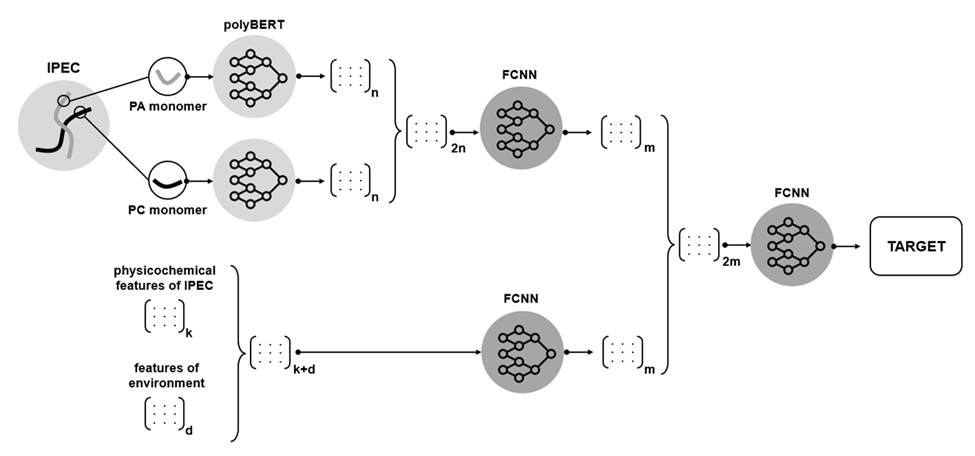 polyBERT
IPEC
PA monomer
n
FCNN
2n
m
PC monomer
n
FCNN
2m
TARGET
physicochemical
features of IPEC
k
features of
environment
d
k+d
FCNN
m